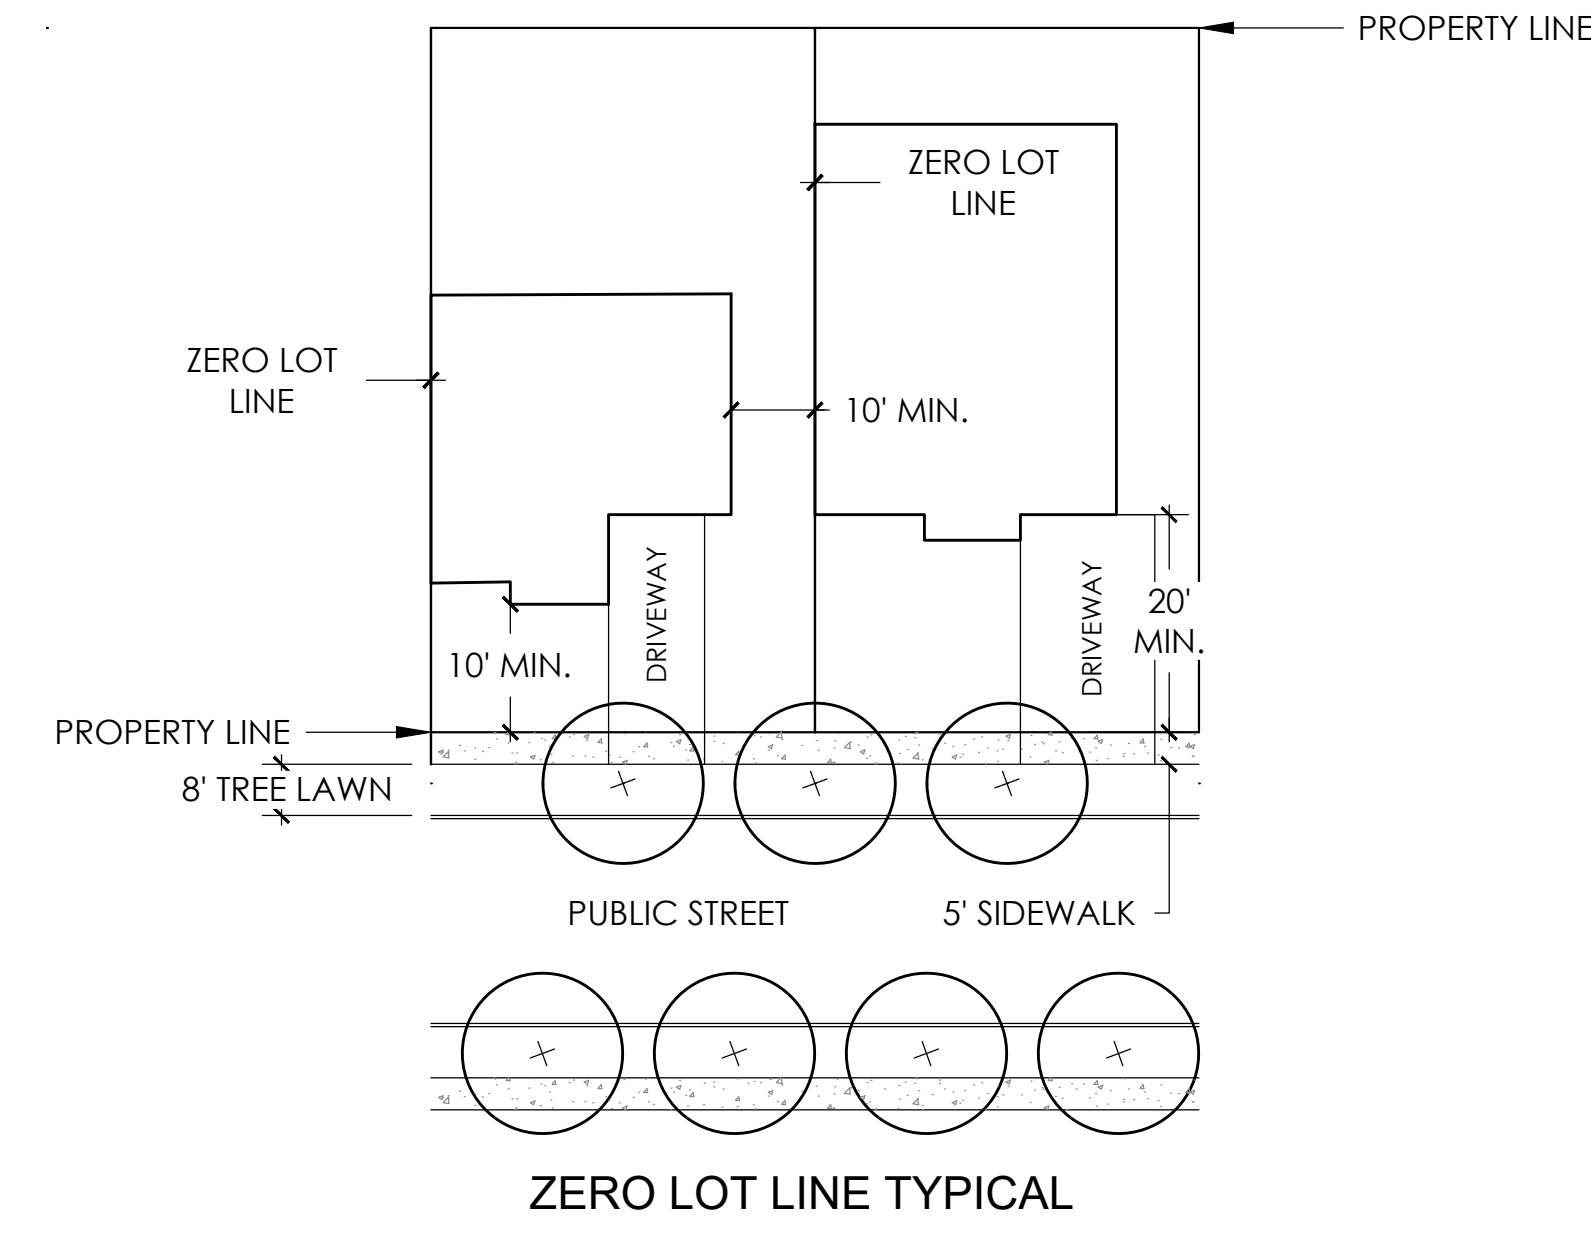 PROPERTY LINE
ZERO LOT
LINE
ZERO LOT
LINE
10' MIN.
DRIVEWAY
DRIVEWAY
20'
MIN.
10' MIN.
PROPERTY LINE
8' TREE LAWN
PUBLIC STREET
5' SIDEWALK
ZERO LOT LINE TYPICAL